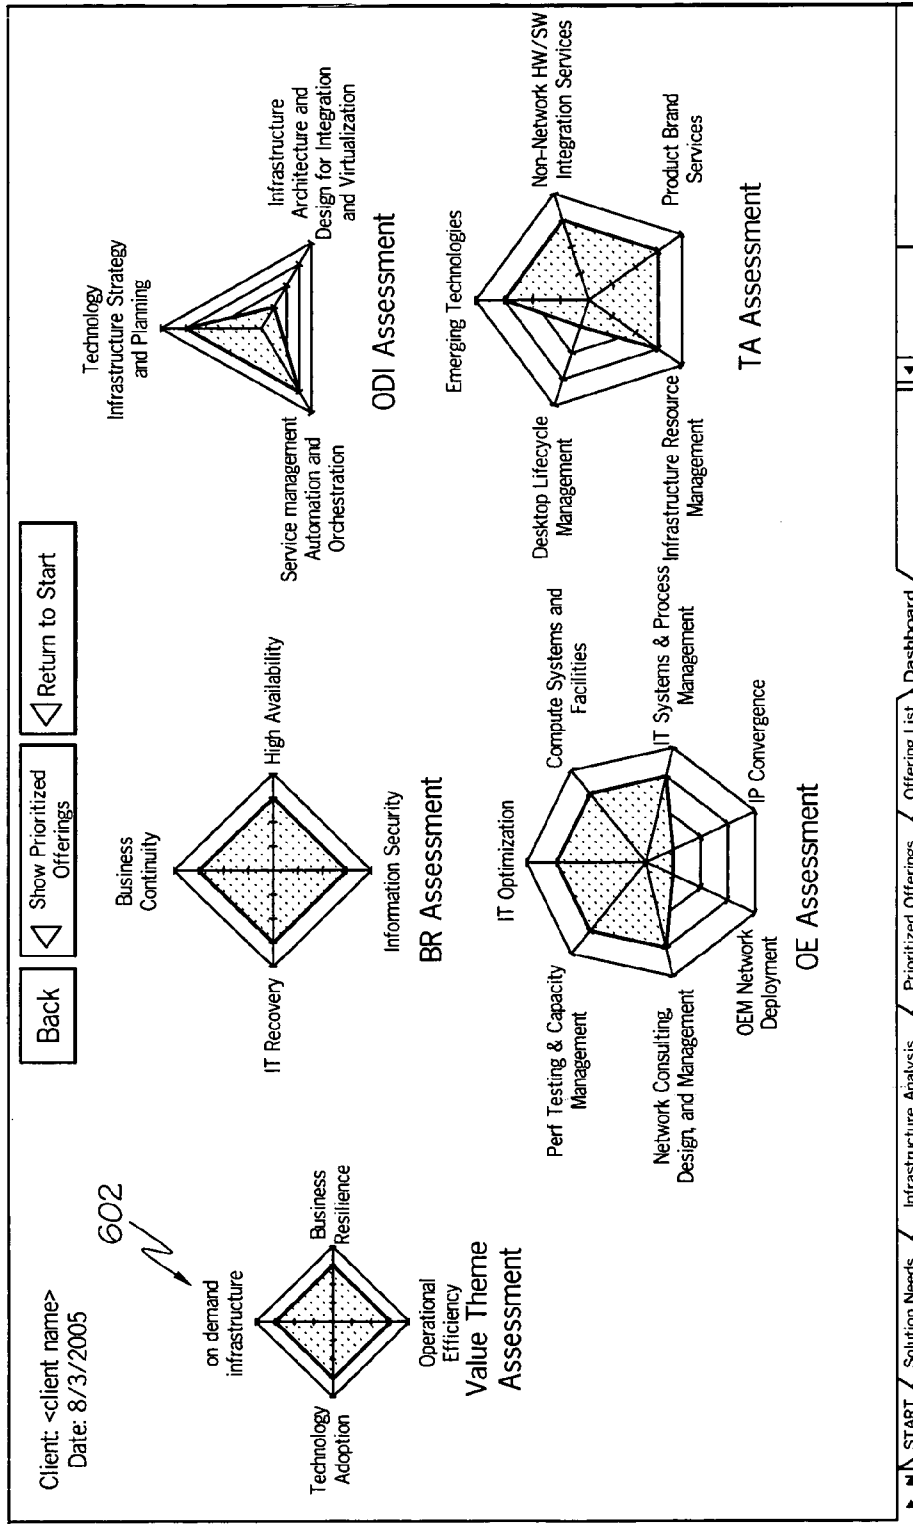 Client: <client name>
Date: 8/3/2005
Back
Show Prioritized
Offerings
Return to Start
602
on demand
infrastructure
Business
Resilience
Operational
Efficiency
Technology
Adoption
Value Theme
Assessment
Business
Continuity
High Availability
Information Security
IT Recovery
BR Assessment
Technology
Infrastructure Strategy
and Planning
Infrastructure
Architecture and
Design for Integration
and Virtualization
Service management
Automation and
Orchestration
ODI Assessment
IT Optimization
Compute Systems and
Facilities
IT Systems & Process
Management
IP Convergence
OEM Network
Deployment
Network Consulting,
Design, and Management
Perf Testing & Capacity
Management
OE Assessment
Emerging Technologies
Non-Network HW/SW
Integration Services
Product Brand
Services
Infrastructure Resource
Management
Desktop Lifecycle
Management
TA Assessment
START / Solution Needs / Infrastructure Analysis / Prioritized Offerings / Offering List / Dashboard /